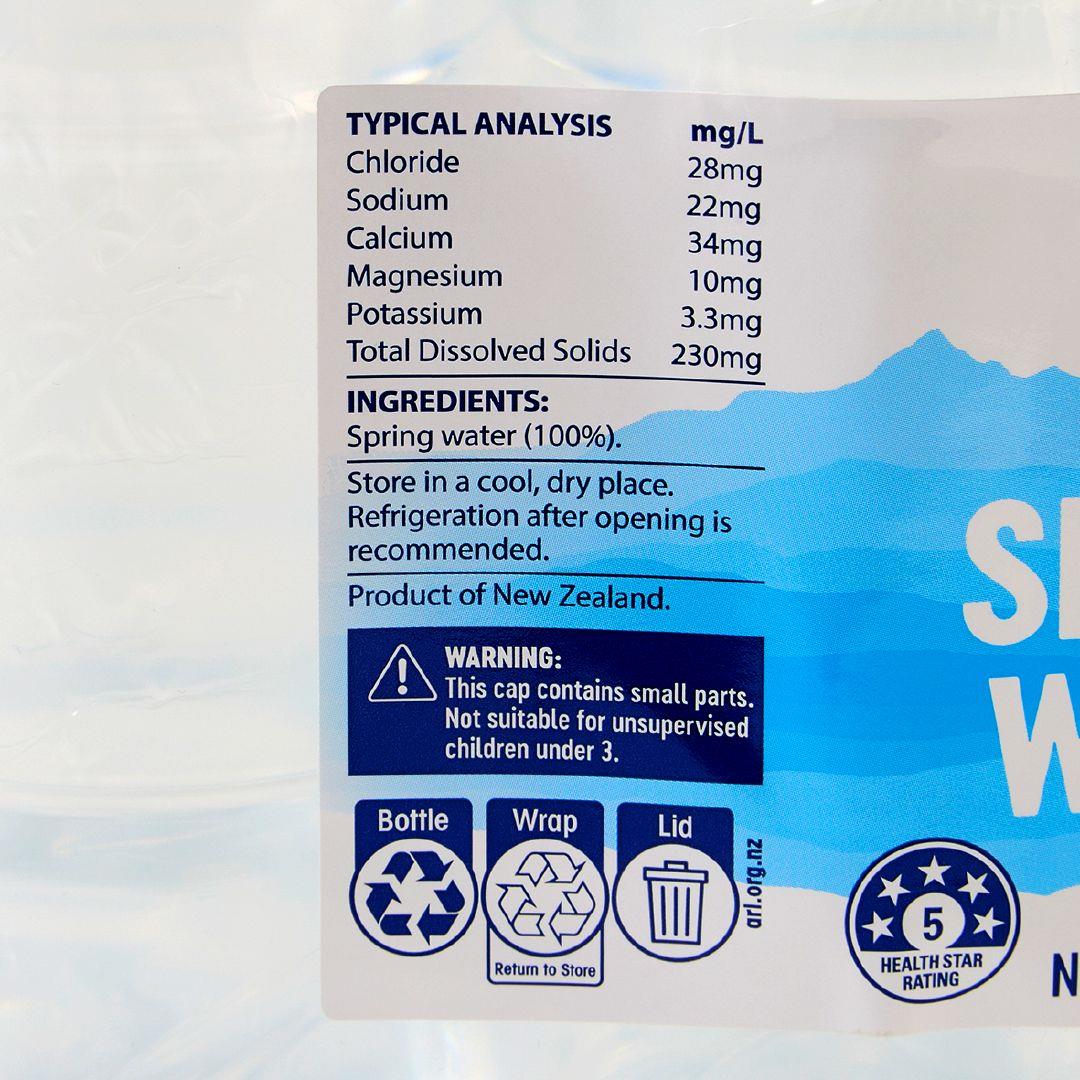 TYPICAL ANALYSIS mg/L
Chloride 28mg
Sodium 22mg
Calcium 34mg
Magnesium 10mg
Potassium 3.3mg
Total Dissolved Solids 230mg
INGREDIENTS:
Spring water (100%).
Store in a cool, dry place.
Refrigeration after opening is
recommended.
Product of New Zealand.
WARNING:
This cap contains small parts.
Not suitable for unsupervised
children under 3.
Bottle Wrap Lid
Return to Store
arl.org.nz
5
HEALTH STAR
RATING
S
W
N